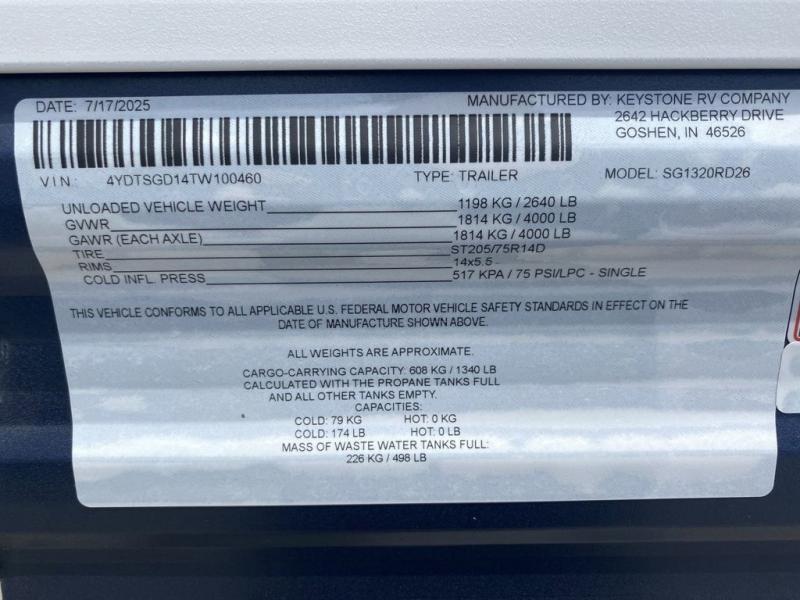 DATE: 7/17/2025 MANUFACTURED BY: KEYSTONE RV COMPANY
2642 HACKBERRY DRIVE
GOSHEN, IN 46526
VIN: 4YDTSGD14TW100460 TYPE: TRAILER MODEL: SG1320RD26
UNLOADED VEHICLE WEIGHT 1198 KG / 2640 LB
GVWR 1814 KG / 4000 LB
GAWR (EACH AXLE) 1814 KG / 4000 LB
TIRE ST205/75R14D
RIMS 14x5.5
COLD INFL. PRESS 517 KPA / 75 PSI/LPC - SINGLE
THIS VEHICLE CONFORMS TO ALL APPLICABLE U.S. FEDERAL MOTOR VEHICLE SAFETY STANDARDS IN EFFECT ON THE
DATE OF MANUFACTURE SHOWN ABOVE.
ALL WEIGHTS ARE APPROXIMATE.
CARGO-CARRYING CAPACITY: 608 KG / 1340 LB
CALCULATED WITH THE PROPANE TANKS FULL
AND ALL OTHER TANKS EMPTY.
CAPACITIES:
COLD: 79 KG HOT: 0 KG
COLD: 174 LB HOT: 0 LB
MASS OF WASTE WATER TANKS FULL:
226 KG / 498 LB